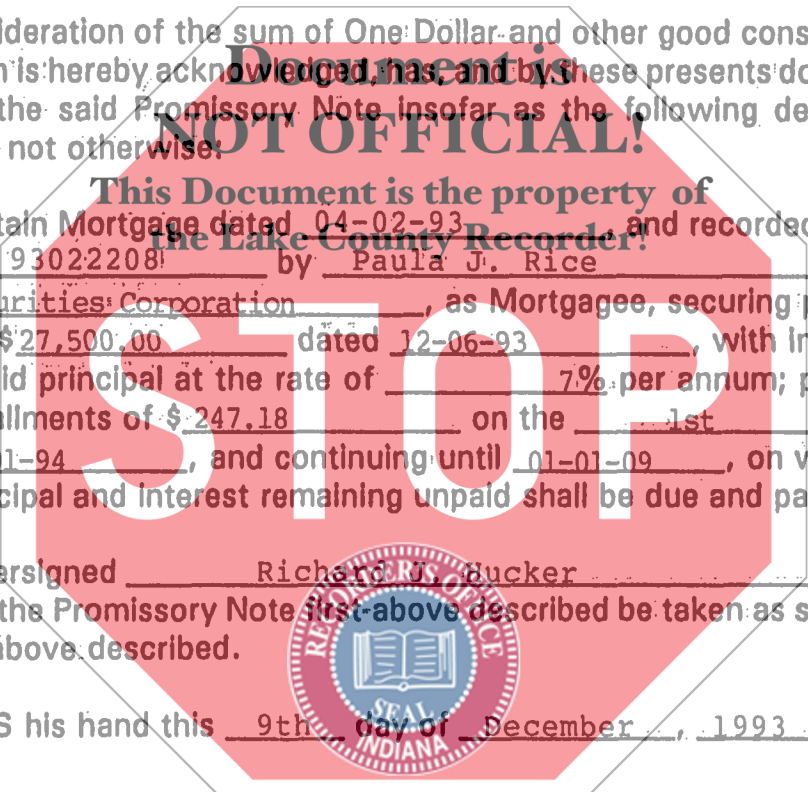 ideration of the sum of One Dollar and other good cons
n is hereby acknowledged, has, and by these presents do
the said Promissory Note insofar as the following de
not otherwise:
tain Mortgage dated 04-02-93, and recorded
93022208 by Paula J. Rice
urities Corporation, as Mortgagee, securing p
$27,500.00 dated 12-06-93, with in
id principal at the rate of 7% per annum; p
allments of $ 247.18 on the 1st
01-94, and continuing until 01-01-09, on w
cipal and interest remaining unpaid shall be due and pa
ersigned Richard J. Hucker
the Promissory Note first above described be taken as s
above described.
S his hand this 9th day of December, 1993
Document is
NOT OFFICIAL!
This Document is the property of
the Lake County Recorder!
STOP
RECORDER'S OFFICE
SEAL
INDIANA